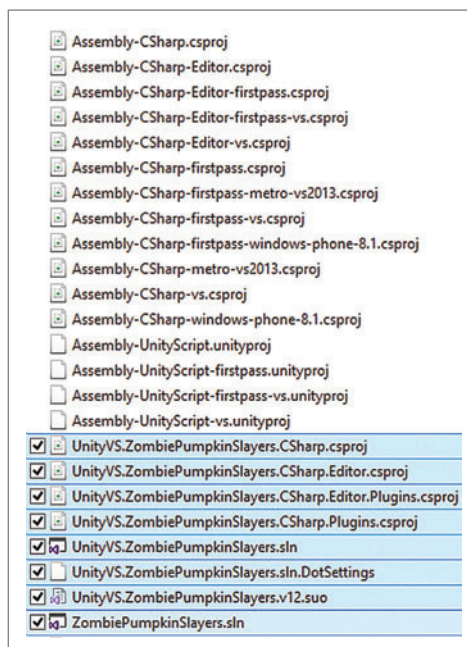 Assembly-CSharp.csproj
Assembly-CSharp-Editor.csproj
Assembly-CSharp-Editor-firstpass.csproj
Assembly-CSharp-Editor-firstpass-vs.csproj
Assembly-CSharp-Editor-vs.csproj
Assembly-CSharp-firstpass.csproj
Assembly-CSharp-firstpass-metro-vs2013.csproj
Assembly-CSharp-firstpass-vs.csproj
Assembly-CSharp-firstpass-windows-phone-8.1.csproj
Assembly-CSharp-metro-vs2013.csproj
Assembly-CSharp-vs.csproj
Assembly-CSharp-windows-phone-8.1.csproj
Assembly-UnityScript.unityproj
Assembly-UnityScript-firstpass.unityproj
Assembly-UnityScript-firstpass-vs.unityproj
Assembly-UnityScript-vs.unityproj
UnityVS.ZombiePumpkinSlayers.CSharp.csproj
UnityVS.ZombiePumpkinSlayers.CSharp.Editor.csproj
UnityVS.ZombiePumpkinSlayers.CSharp.Editor.Plugins.csproj
UnityVS.ZombiePumpkinSlayers.CSharp.Plugins.csproj
UnityVS.ZombiePumpkinSlayers.sln
UnityVS.ZombiePumpkinSlayers.sln.DotSettings
UnityVS.ZombiePumpkinSlayers.v12.suo
ZombiePumpkinSlayers.sln